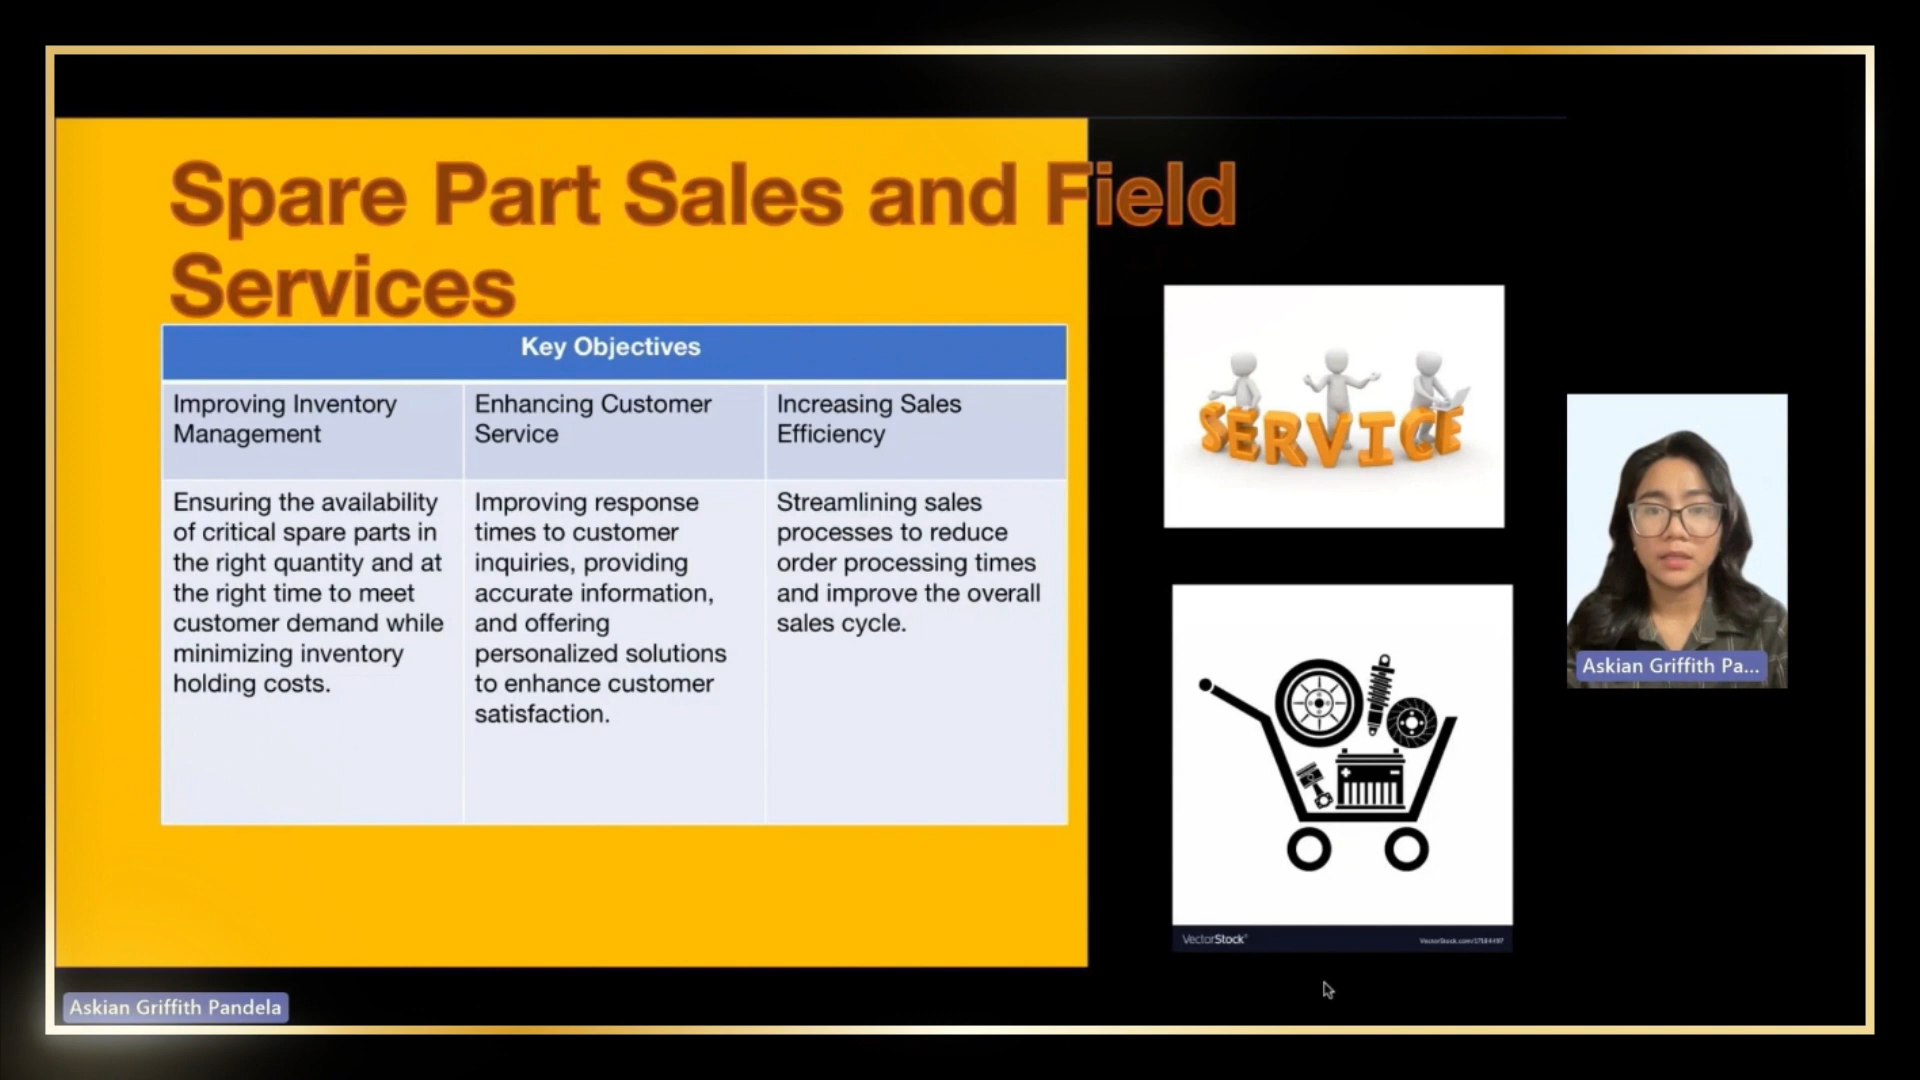 Spare Part Sales and Field
Services
Key Objectives
Improving Inventory
Management
Enhancing Customer
Service
Increasing Sales
Efficiency
Ensuring the availability
of critical spare parts in
the right quantity and at
the right time to meet
customer demand while
minimizing inventory
holding costs.
Improving response
times to customer
inquiries, providing
accurate information,
and offering
personalized solutions
to enhance customer
satisfaction.
Streamlining sales
processes to reduce
order processing times
and improve the overall
sales cycle.
SERVICE
VectorStock®
Askian Griffith Pa...
Askian Griffith Pandela